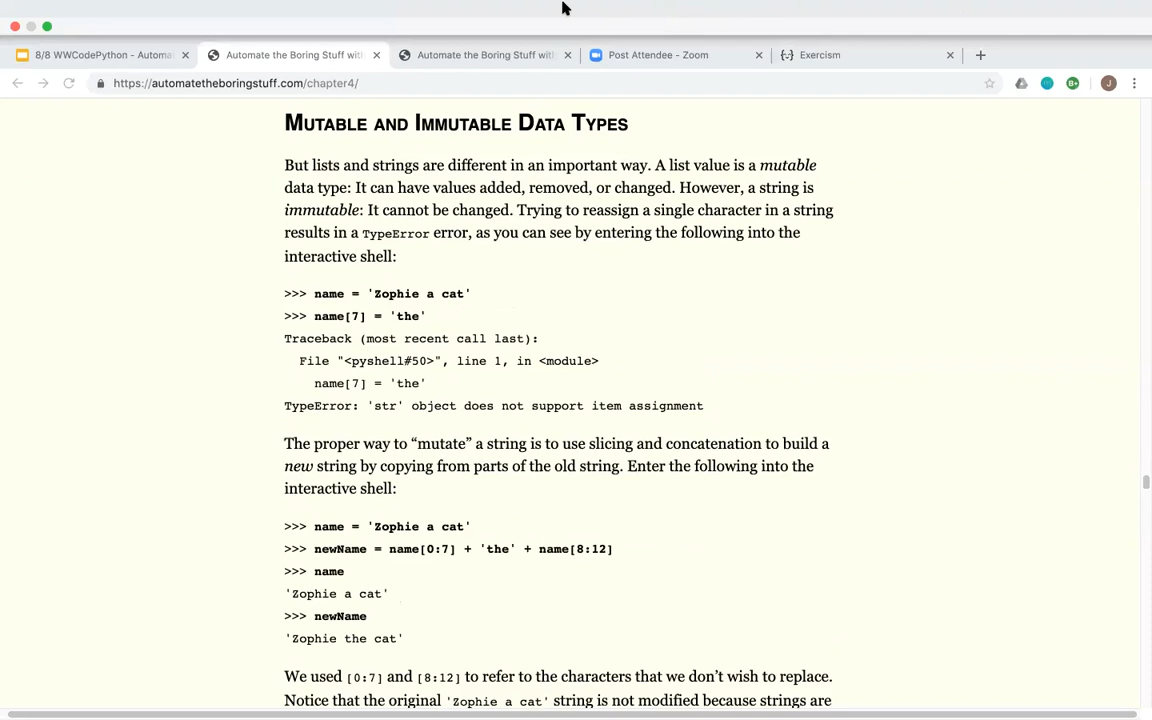 8/8 WWCodePython - Automa
Automate the Boring Stuff wit
Automate the Boring Stuff wit
Post Attendee - Zoom
Exercism
https://automatetheboringstuff.com/chapter4/
B+
J
Mutable and Immutable Data Types
But lists and strings are different in an important way. A list value is a mutable
data type: It can have values added, removed, or changed. However, a string is
immutable: It cannot be changed. Trying to reassign a single character in a string
results in a TypeError error, as you can see by entering the following into the
interactive shell:
>>> name = 'Zophie a cat'
>>> name[7] = 'the'
Traceback (most recent call last):
File "<pyshell#50>", line 1, in <module>
name[7] = 'the'
TypeError: 'str' object does not support item assignment
The proper way to “mutate” a string is to use slicing and concatenation to build a
new string by copying from parts of the old string. Enter the following into the
interactive shell:
>>> name = 'Zophie a cat'
>>> newName = name[0:7] + 'the' + name[8:12]
>>> name
'Zophie a cat'
>>> newName
'Zophie the cat'
We used [0:7] and [8:12] to refer to the characters that we don’t wish to replace.
Notice that the original 'Zophie a cat' string is not modified because strings are